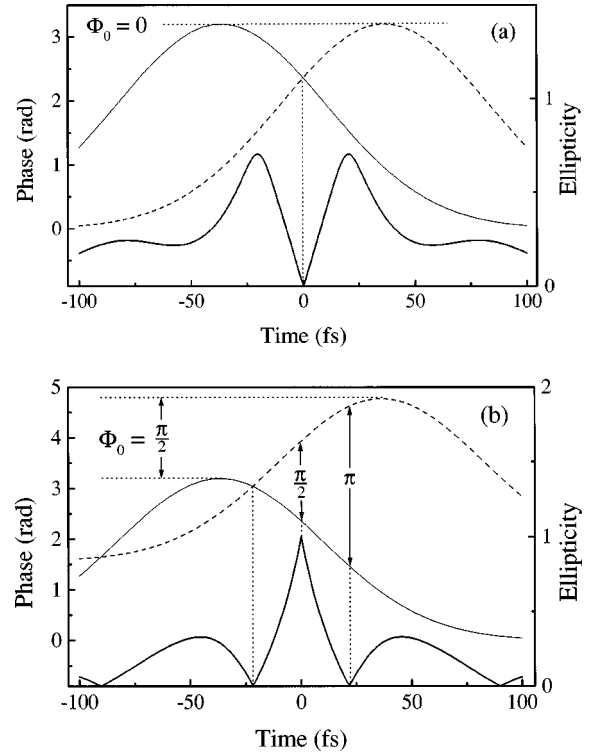 Φ₀ = 0
(a)
3
2
1
0
1
0
Phase (rad)
Ellipticity
-100 -50 0 50 100
Time (fs)
5
4
3
2
1
0
2
1
0
(b)
Φ₀ = π/2
π/2
π
Phase (rad)
Ellipticity
-100 -50 0 50 100
Time (fs)